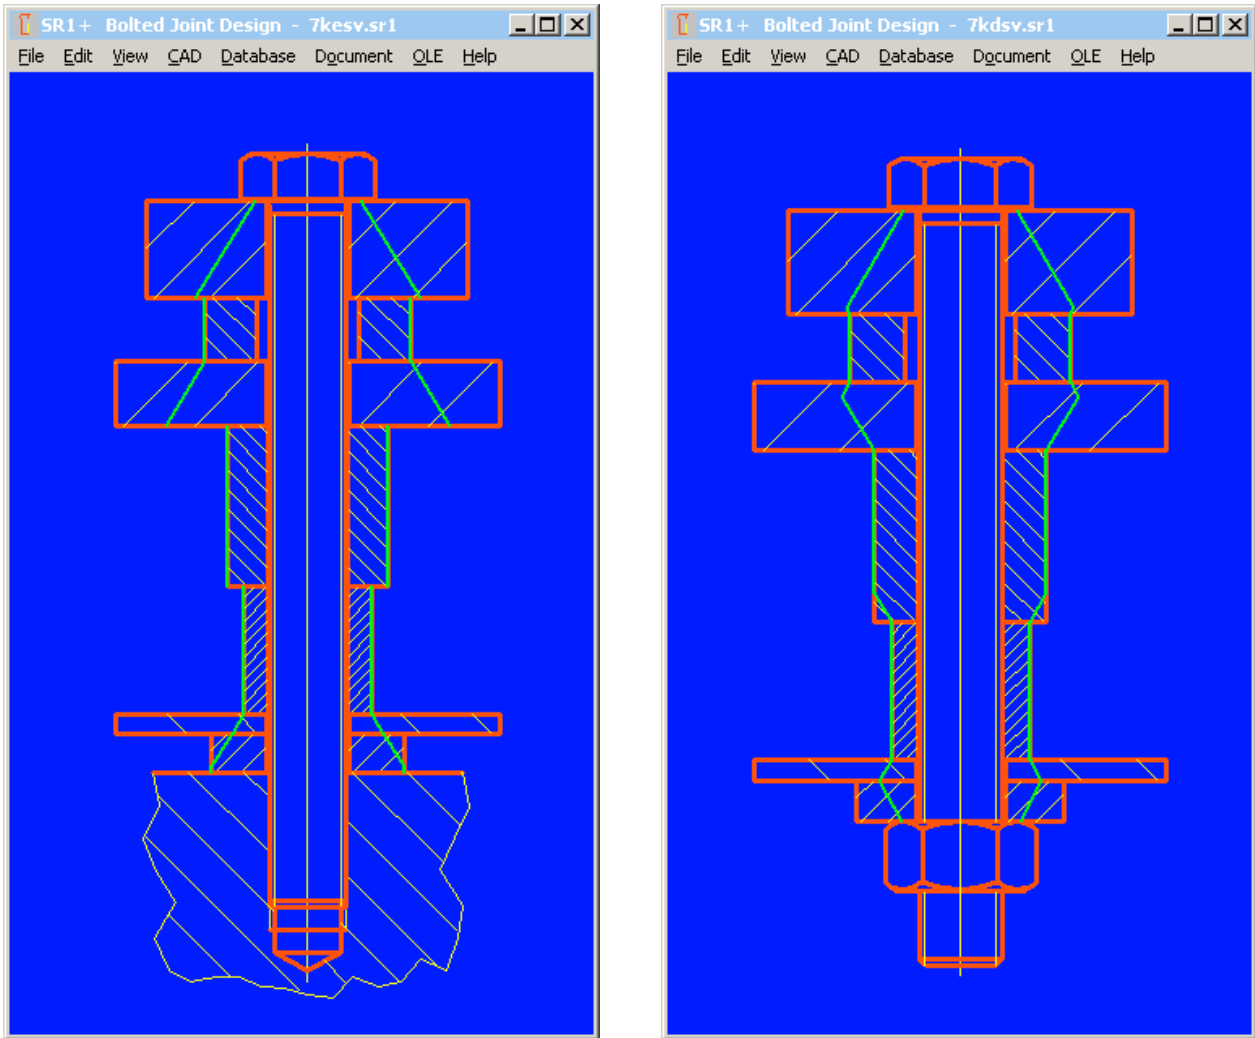 SR1+ Bolted Joint Design - 7kesv.sr1
File Edit View CAD Database Document OLE Help
SR1+ Bolted Joint Design - 7kdsv.sr1
File Edit View CAD Database Document OLE Help